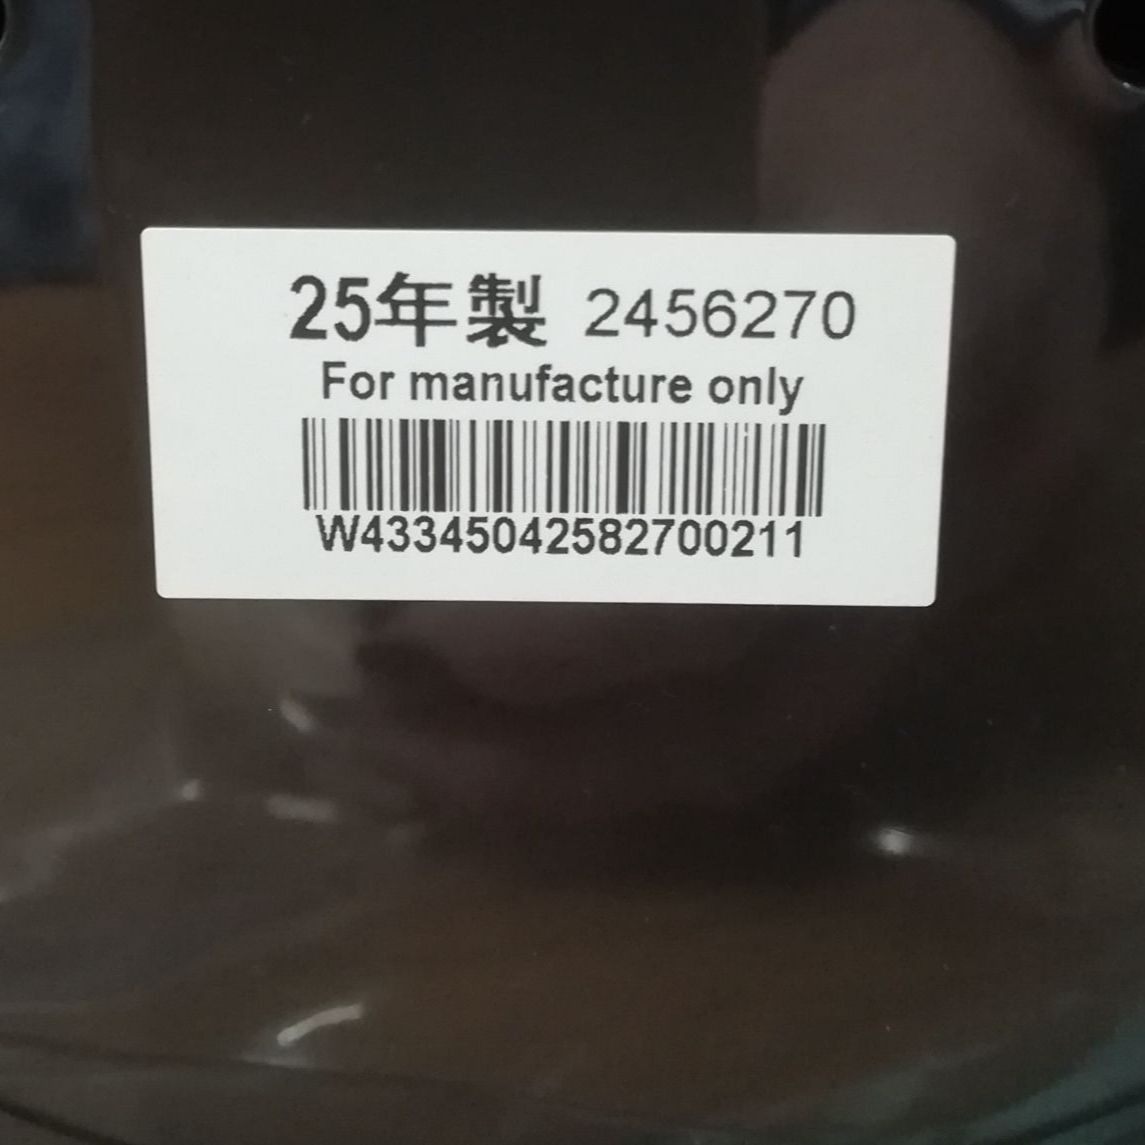 25年製 2456270
For manufacture only
W43345042582700211